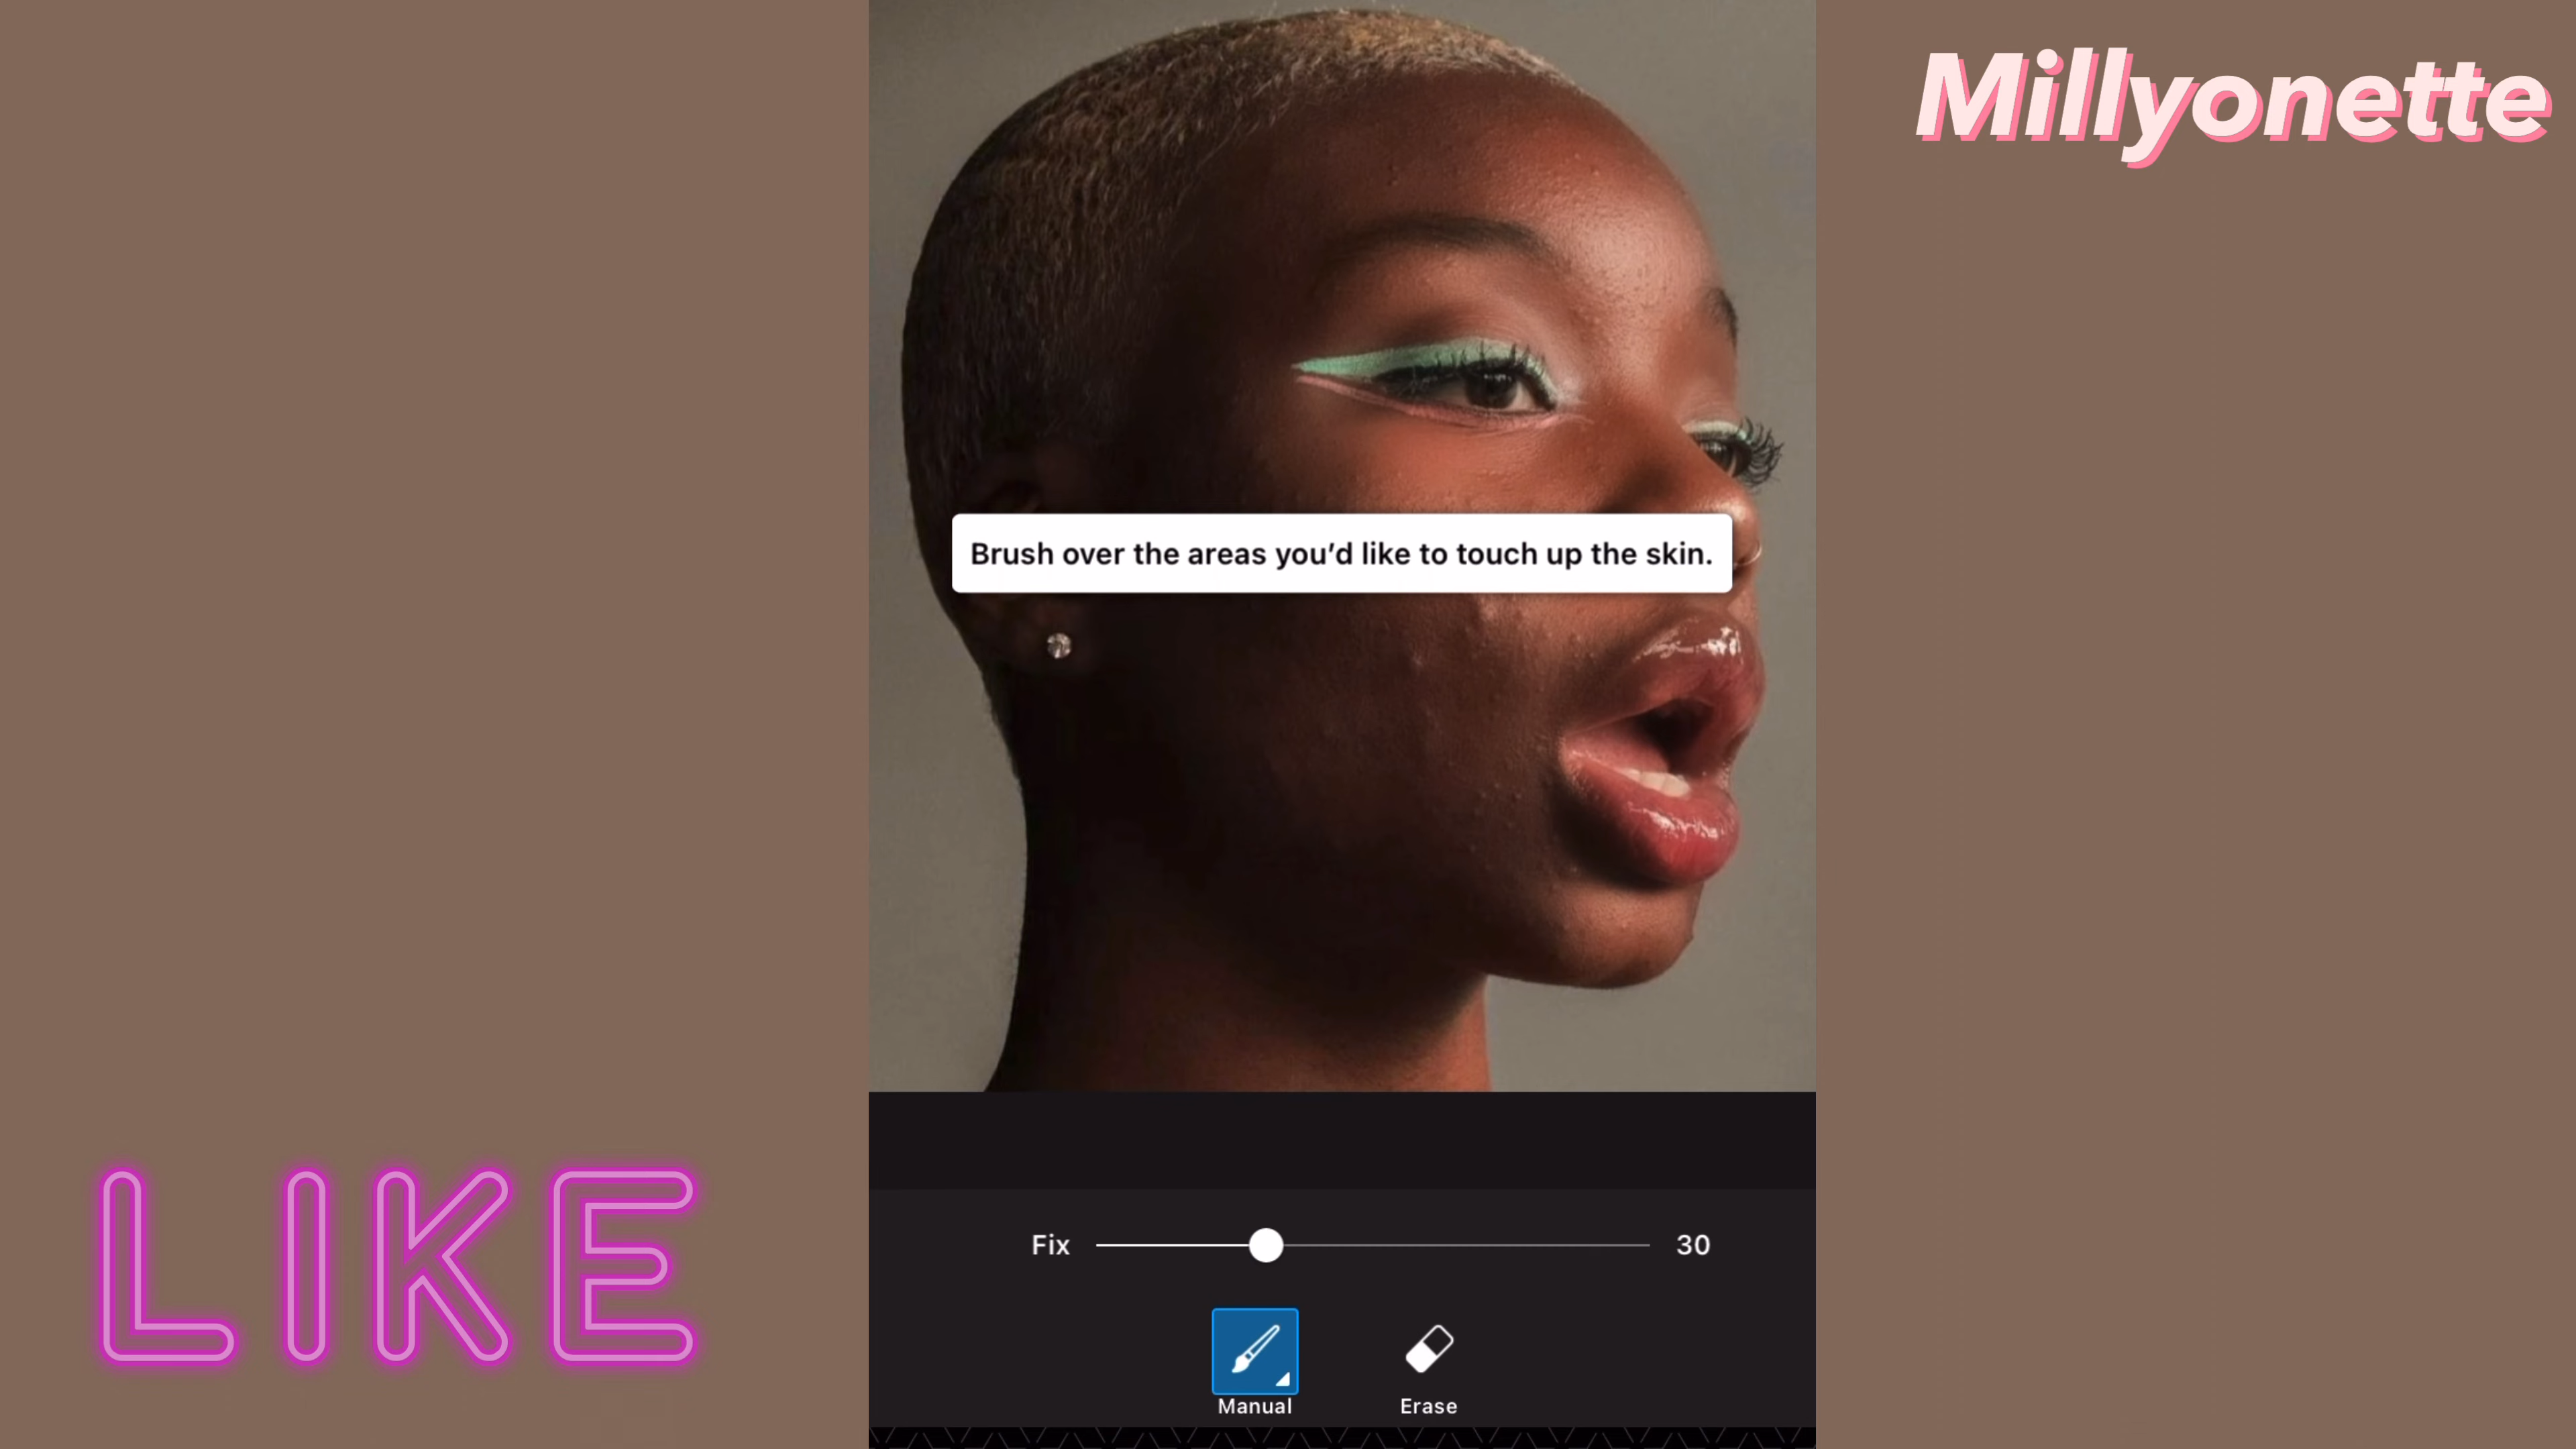 Millyonette
Brush over the areas you’d like to touch up the skin.
LIKE
Fix 30
Manual Erase